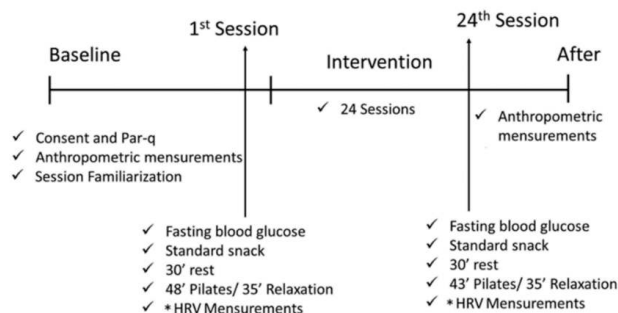 1st Session
24th Session
Baseline
Intervention
After
✓ 24 Sessions
✓ Anthropometric
mensurements
✓ Consent and Par-q
✓ Anthropometric mensurements
✓ Session Familiarization
✓ Fasting blood glucose
✓ Standard snack
✓ 30' rest
✓ 48' Pilates/ 35' Relaxation
✓ *HRV Mensurements
✓ Fasting blood glucose
✓ Standard snack
✓ 30' rest
✓ 43' Pilates/ 35' Relaxation
✓ *HRV Mensurements